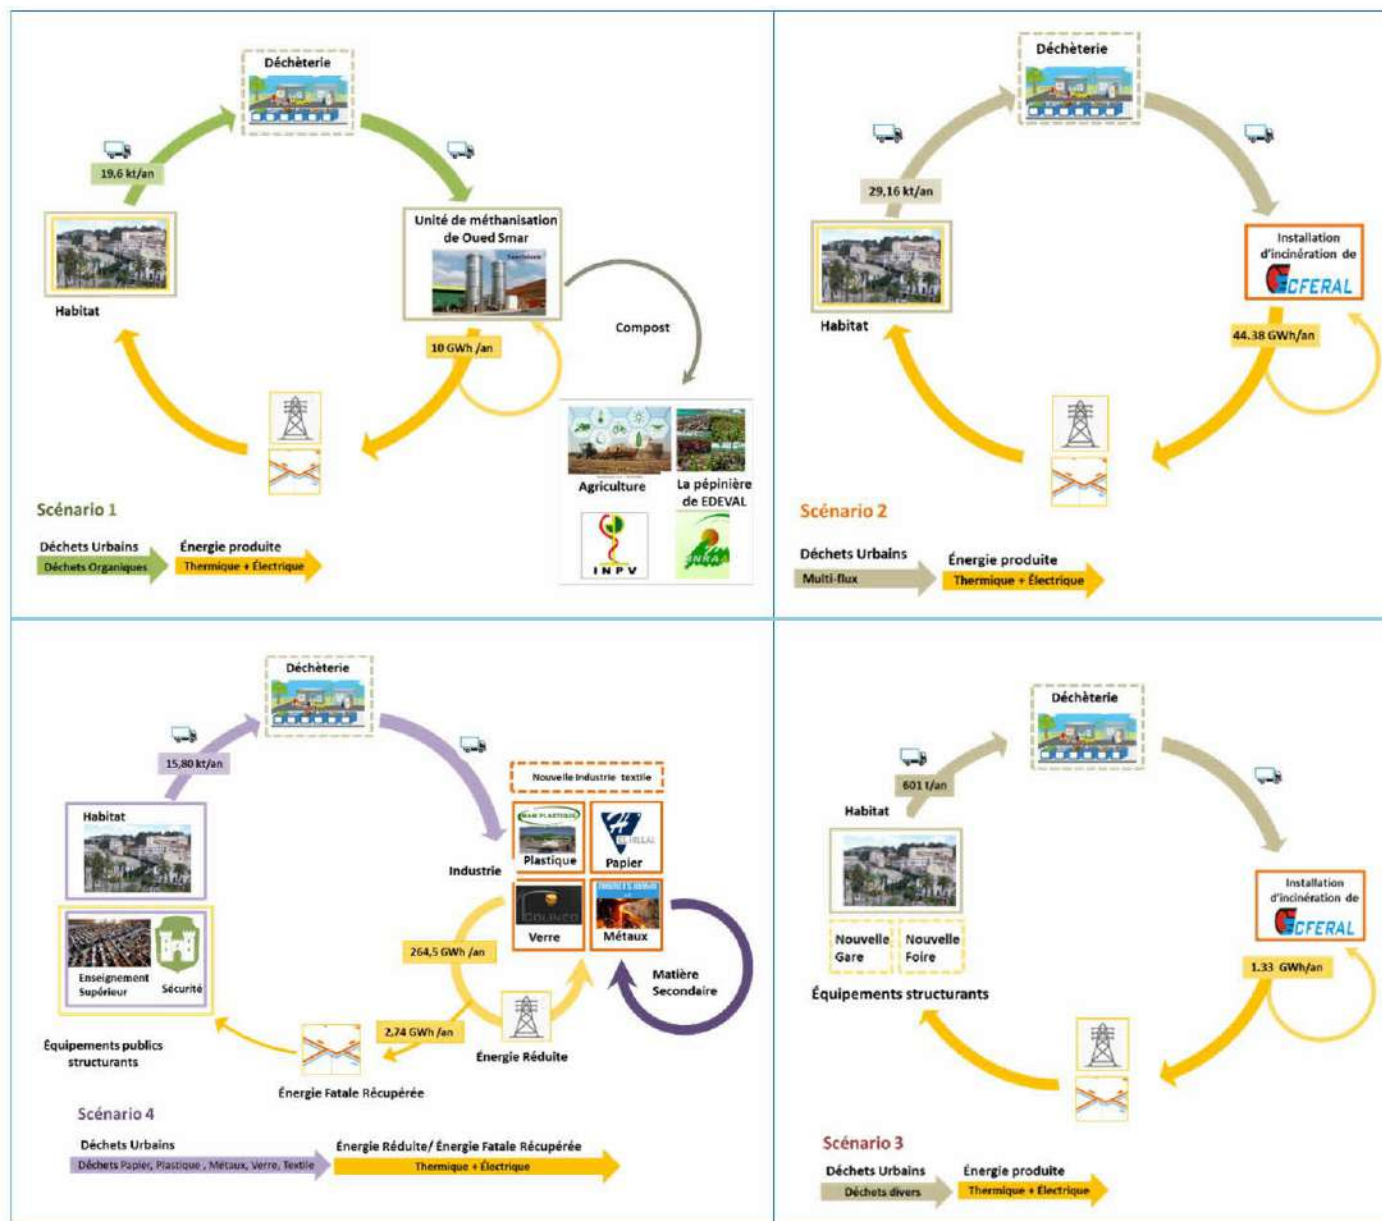 Déchèterie
19,6 kt/an
Unité de méthanisation
de Oued Smar
Habitat
10 GWh /an
Compost
Agriculture
La pépinière
de EDEVAL
INPV
Scénario 1
Déchets Urbains
Énergie produite
Déchets Organiques
Thermique + Électrique
Déchèterie
29,16 kt/an
Installation
d'incinération de
ECFERAL
Habitat
44.38 GWh/an
Scénario 2
Déchets Urbains
Énergie produite
Multi-flux
Thermique + Électrique
Déchèterie
15,80 kt/an
Nouvelle Industrie textile
Habitat
Industrie
Plastique
Papier
EL HILLAL
COLINCO
Verre
Métaux
264,5 GWh /an
Enseignement
Supérieur
Sécurité
Matière
Secondaire
2,74 GWh /an
Énergie Réduite
Équipements publics
structurants
Énergie Fatale Récupérée
Scénario 4
Déchets Urbains
Énergie Réduite/ Énergie Fatale Récupérée
Déchets Papier, Plastique , Métaux, Verre, Textile
Thermique + Électrique
Déchèterie
601 t/an
Habitat
Installation
d'incinération de
ECFERAL
Nouvelle
Gare
Nouvelle
Foire
1.33 GWh/an
Équipements structurants
Scénario 3
Déchets Urbains
Énergie produite
Déchets divers
Thermique + Électrique